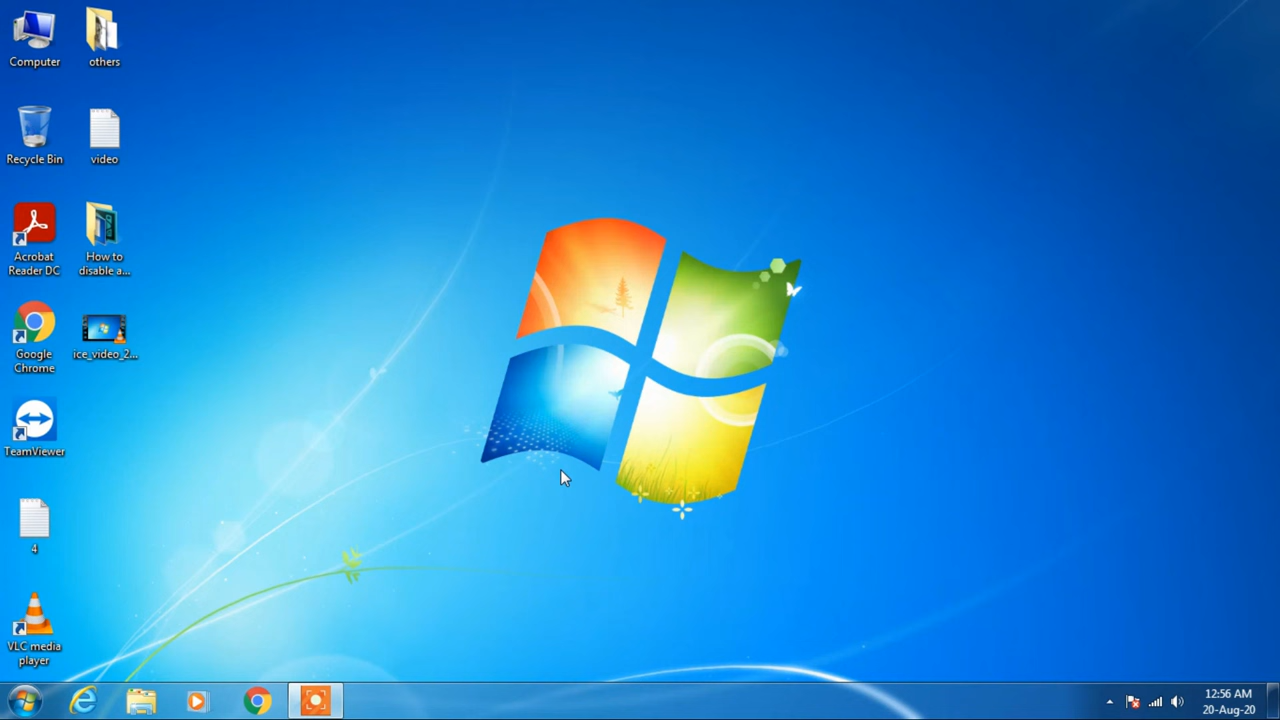 Computer
others
Recycle Bin
video
Acrobat
Reader DC
How to
disable a...
Google
Chrome
ice_video_2...
TeamViewer
4
VLC media
player
12:56 AM
20-Aug-20